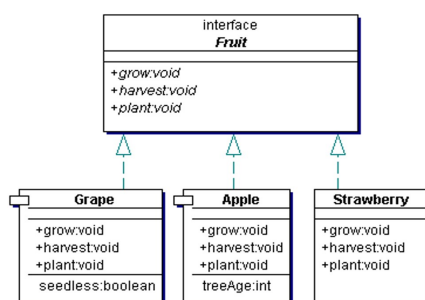 interface
Fruit
+grow:void
+harvest:void
+plant:void
Grape
+grow:void
+harvest:void
+plant:void
seedless:boolean
Apple
+grow:void
+harvest:void
+plant:void
treeAge:int
Strawberry
+grow:void
+harvest:void
+plant:void